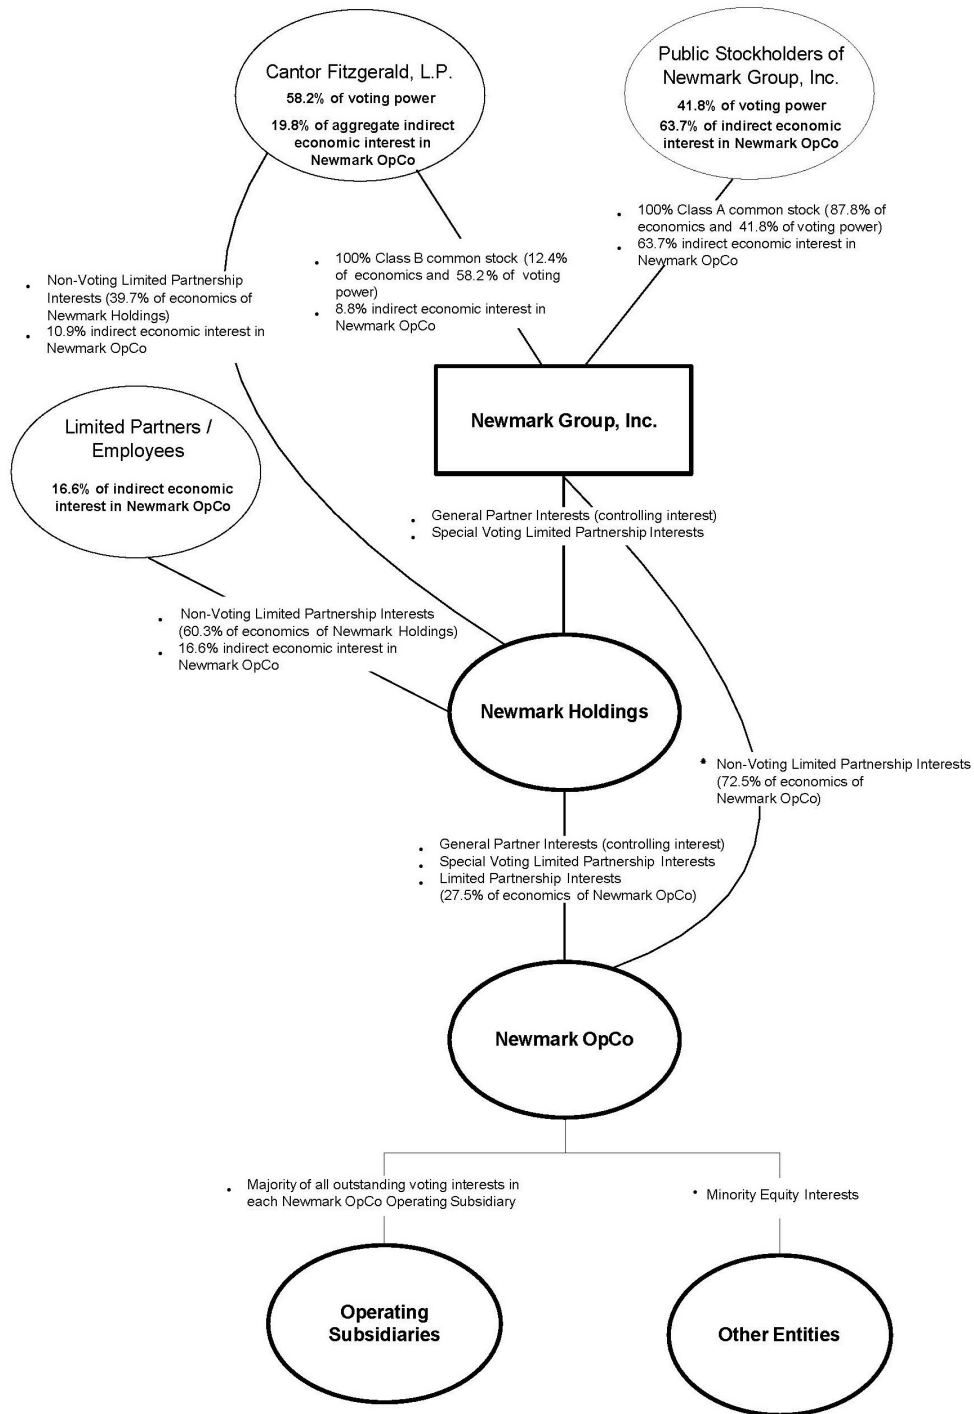 Cantor Fitzgerald, L.P.
58.2% of voting power
19.8% of aggregate indirect
economic interest in
Newmark OpCo
Public Stockholders of
Newmark Group, Inc.
41.8% of voting power
63.7% of indirect economic
interest in Newmark OpCo
• 100% Class A common stock (87.8% of
economics and 41.8% of voting power)
• 63.7% indirect economic interest in
Newmark OpCo
• 100% Class B common stock (12.4%
of economics and 58.2% of voting
power)
• 8.8% indirect economic interest in
Newmark OpCo
• Non-Voting Limited Partnership
Interests (39.7% of economics of
Newmark Holdings)
• 10.9% indirect economic interest in
Newmark OpCo
Limited Partners /
Employees
16.6% of indirect economic
interest in Newmark OpCo
Newmark Group, Inc.
• General Partner Interests (controlling interest)
• Special Voting Limited Partnership Interests
• Non-Voting Limited Partnership Interests
(60.3% of economics of Newmark Holdings)
• 16.6% indirect economic interest in
Newmark OpCo
Newmark Holdings
• Non-Voting Limited Partnership Interests
(72.5% of economics of
Newmark OpCo)
• General Partner Interests (controlling interest)
• Special Voting Limited Partnership Interests
• Limited Partnership Interests
(27.5% of economics of Newmark OpCo)
Newmark OpCo
• Majority of all outstanding voting interests in
each Newmark OpCo Operating Subsidiary
• Minority Equity Interests
Operating
Subsidiaries
Other Entities